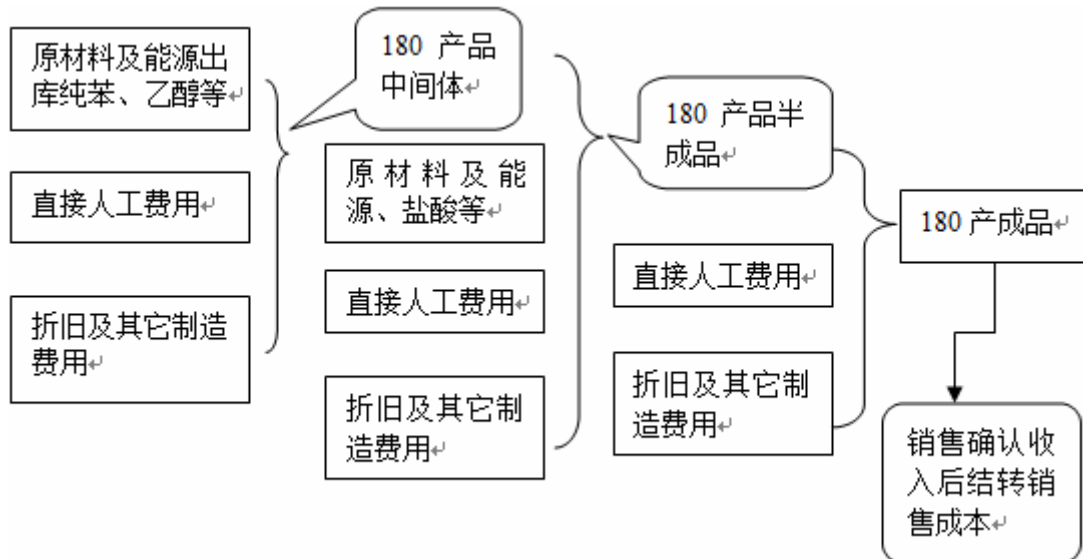 原材料及能源出
库纯苯、乙醇等↵
直接人工费用↵
折旧及其它制造
费用↵
180 产品
中间体↵
原材料及能
源、盐酸等↵
直接人工费用↵
折旧及其它制
造费用↵
180 产品半
成品↵
直接人工费用↵
折旧及其它制
造费用↵
180 产成品↵
销售确认收
入后结转销
售成本↵